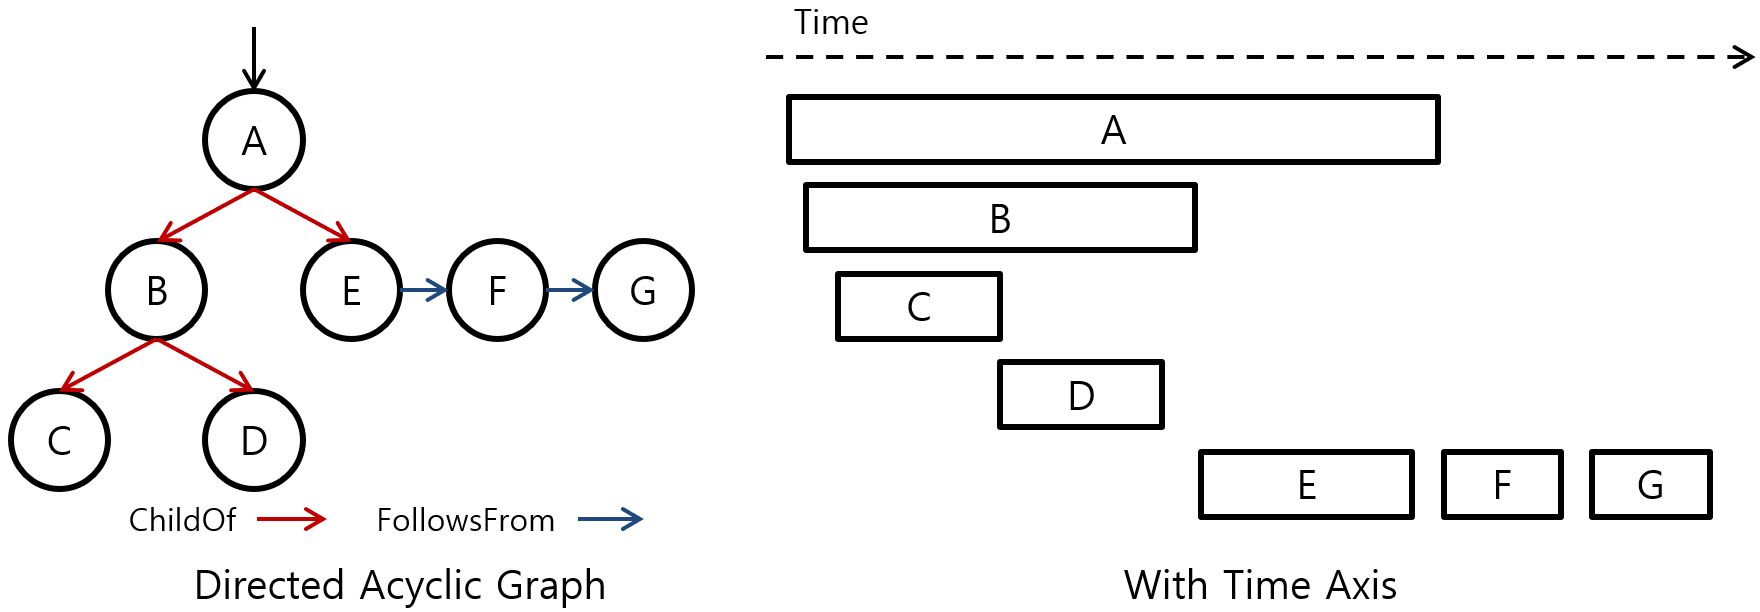 A
B
E
F
G
C
D
ChildOf
FollowsFrom
Directed Acyclic Graph
Time
A
B
C
D
E
F
G
With Time Axis